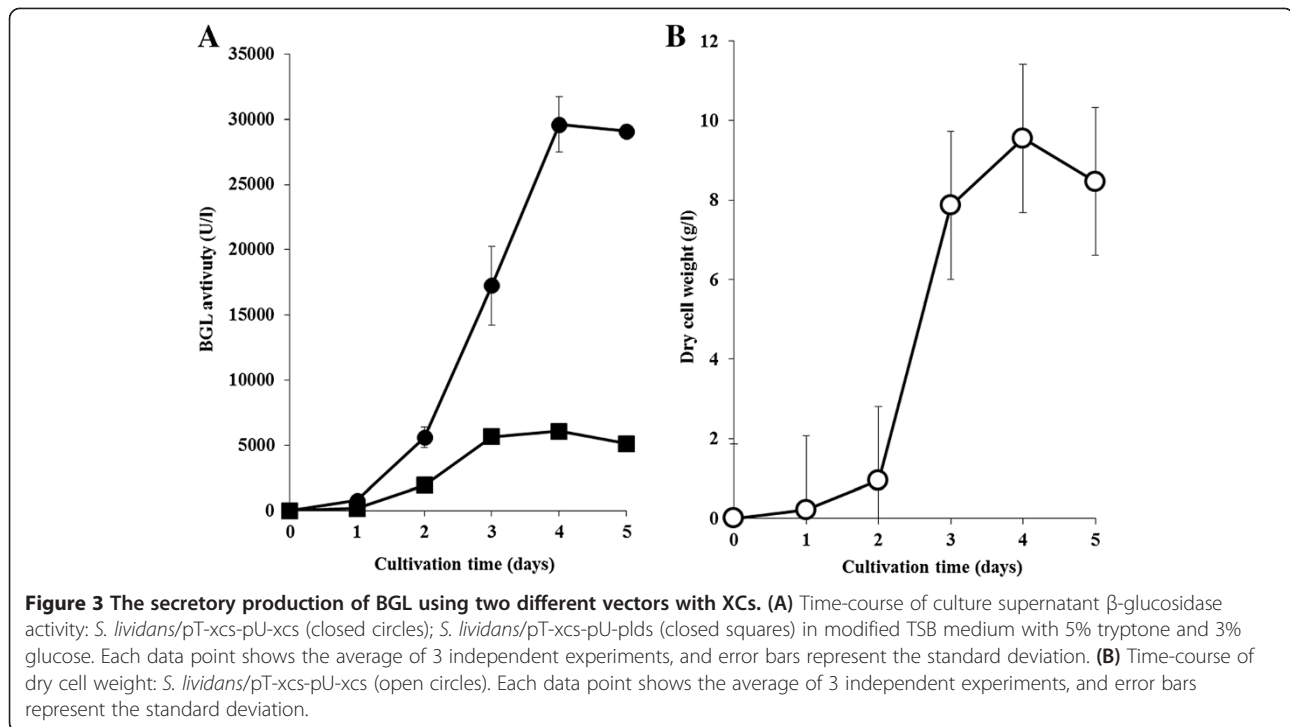 A
35000
30000
25000
20000
15000
10000
5000
0
BGL avtivuty (U/l)
0 1 2 3 4 5
Cultivation time (days)
B
12
10
8
6
4
2
0
Dry cell weight (g/l)
0 1 2 3 4 5
Cultivation time (days)
Figure 3 The secretory production of BGL using two different vectors with XCs. (A) Time-course of culture supernatant β-glucosidase
activity: S. lividans/pT-xcs-pU-xcs (closed circles); S. lividans/pT-xcs-pU-plds (closed squares) in modified TSB medium with 5% tryptone and 3%
glucose. Each data point shows the average of 3 independent experiments, and error bars represent the standard deviation. (B) Time-course of
dry cell weight: S. lividans/pT-xcs-pU-xcs (open circles). Each data point shows the average of 3 independent experiments, and error bars
represent the standard deviation.